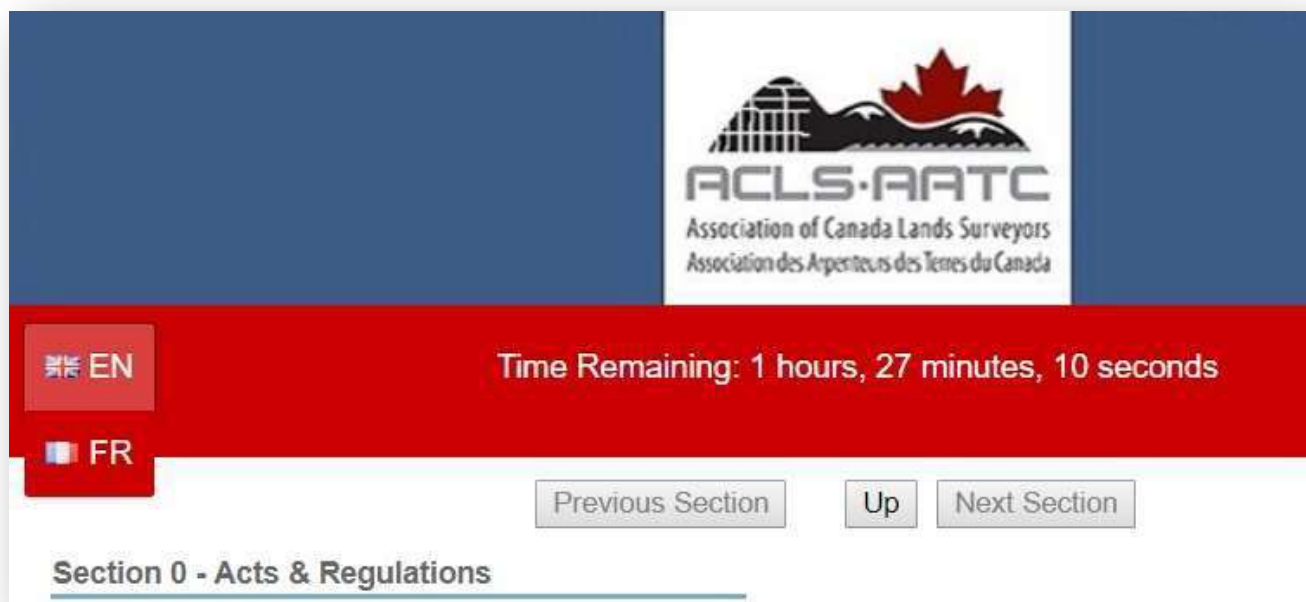 ACLS·AATC
Association of Canada Lands Surveyors
Association des Arpenteurs des Terres du Canada
EN
Time Remaining: 1 hours, 27 minutes, 10 seconds
FR
Previous Section Up Next Section
Section 0 - Acts & Regulations